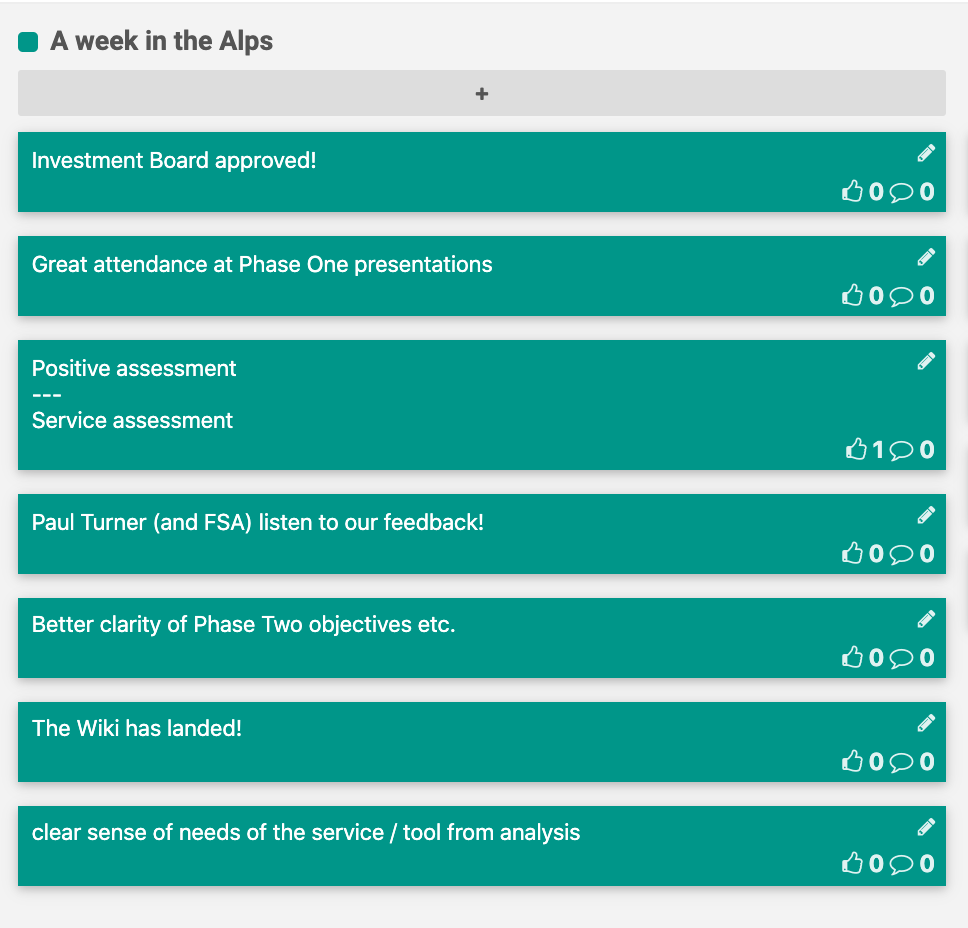 A week in the Alps
+
Investment Board approved!
0 0
Great attendance at Phase One presentations
0 0
Positive assessment
---
Service assessment
1 0
Paul Turner (and FSA) listen to our feedback!
0 0
Better clarity of Phase Two objectives etc.
0 0
The Wiki has landed!
0 0
clear sense of needs of the service / tool from analysis
0 0